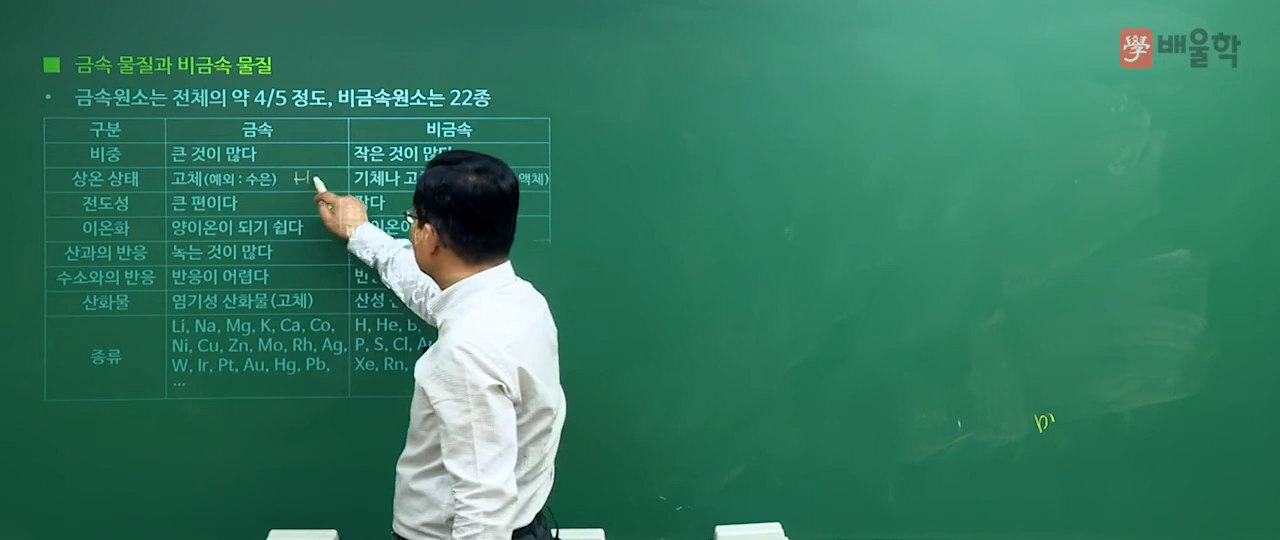 學 배울학
■ 금속 물질과 비금속 물질
• 금속원소는 전체의 약 4/5 정도, 비금속원소는 22종
구분 금속 비금속
비중 큰 것이 많다 작은 것이 많다
상온 상태 고체(예외 : 수은) H 기체나 액체)
전도성 큰 편이다
이온화 양이온이 되기 쉽다
산과의 반응 녹는 것이 많다
수소와의 반응 반응이 어렵다
산화물 염기성 산화물(고체) 산성
종류 Li, Na, Mg, K, Ca, Co, H, He, B,
Ni, Cu, Zn, Mo, Rh, Ag, P, S, Cl,
W, Ir, Pt, Au, Hg, Pb, Xe, Rn,
…